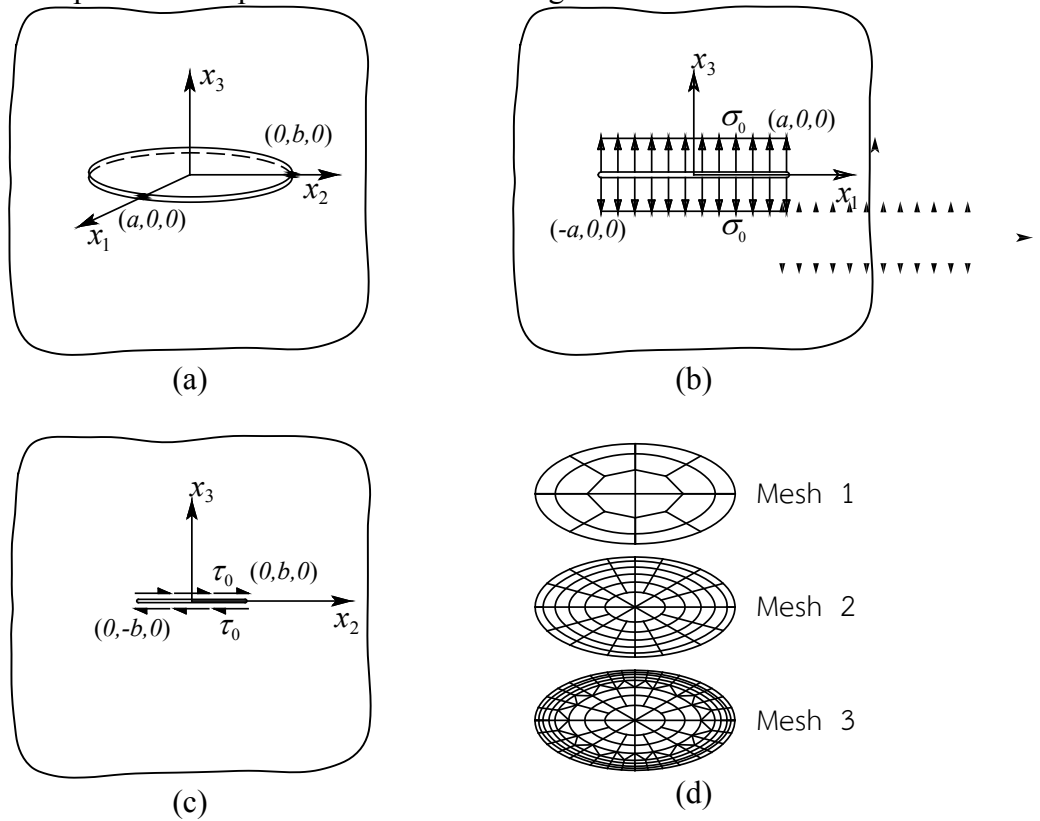 x₃
(0,b,0)
x₂
(a,0,0)
x₁
(a)
x₃
σ₀
(a,0,0)
x₁
(-a,0,0)
σ₀
(b)
x₃
τ₀
(0,b,0)
(0,-b,0)
τ₀
x₂
(c)
Mesh 1
Mesh 2
Mesh 3
(d)